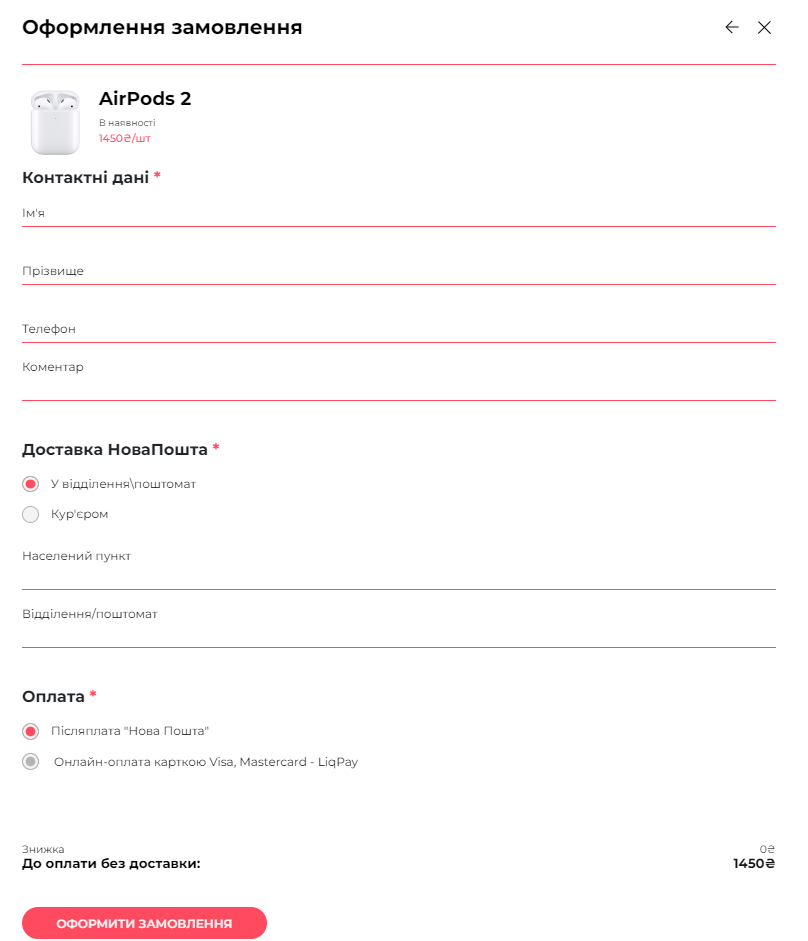 Оформлення замовлення
AirPods 2
В наявності
1450₴/шт
Контактні дані *
Ім'я
Прізвище
Телефон
Коментар
Доставка НоваПошта *
У відділення\поштомат
Кур'єром
Населений пункт
Відділення/поштомат
Оплата *
Післяплата "Нова Пошта"
Онлайн-оплата карткою Visa, Mastercard - LiqPay
Знижка 0₴
До оплати без доставки: 1450₴
ОФОРМИТИ ЗАМОВЛЕННЯ